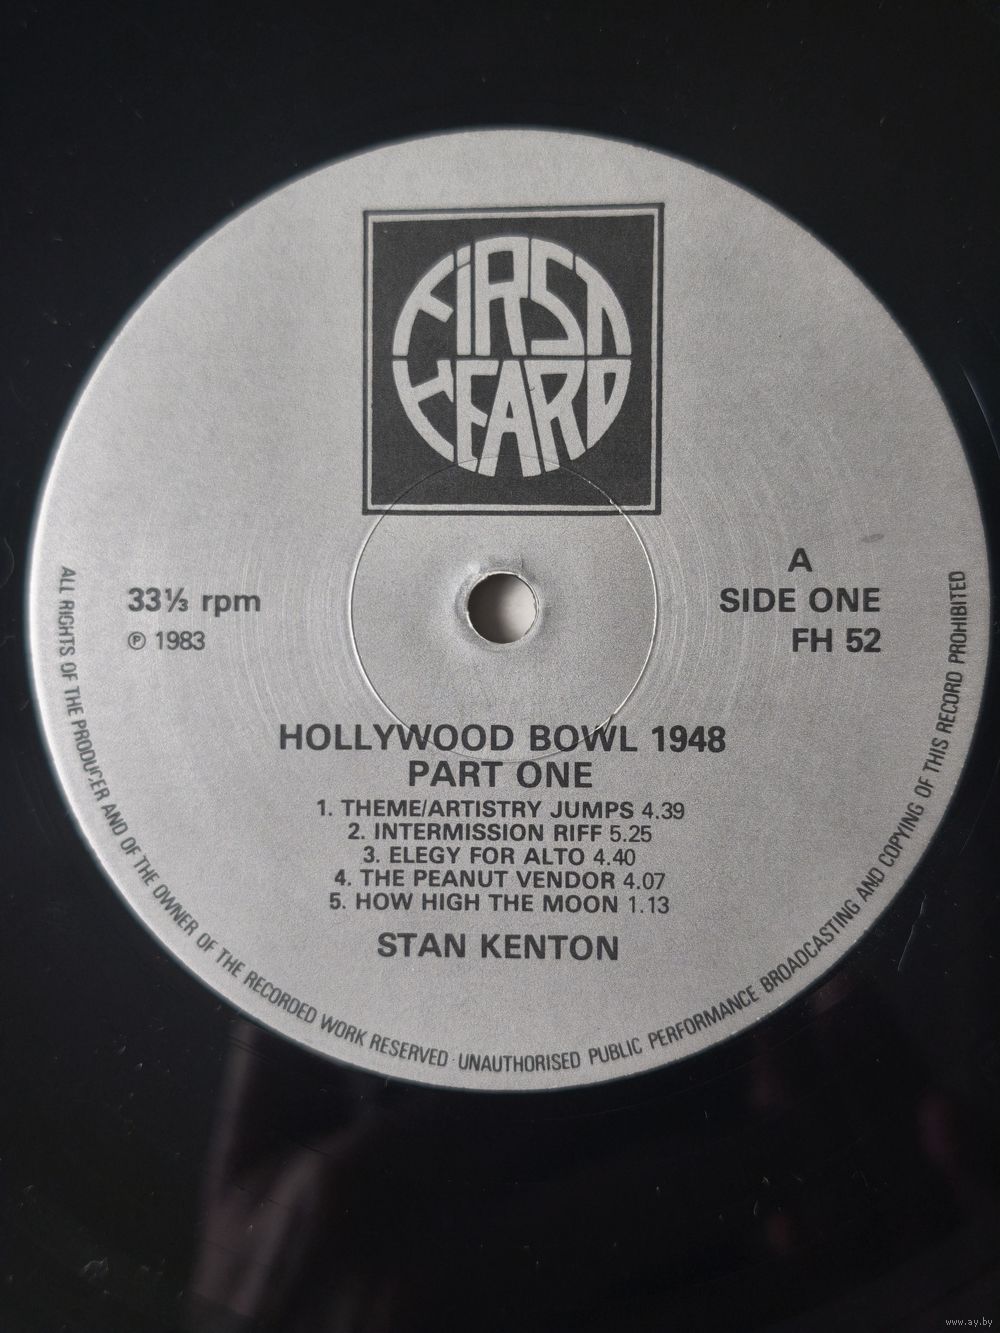 FIRST
HEARD
A
33⅓ rpm
SIDE ONE
℗ 1983
FH 52
HOLLYWOOD BOWL 1948
PART ONE
1. THEME/ARTISTRY JUMPS 4.39
2. INTERMISSION RIFF 5.25
3. ELEGY FOR ALTO 4.40
4. THE PEANUT VENDOR 4.07
5. HOW HIGH THE MOON 1.13
STAN KENTON
ALL RIGHTS OF THE PRODUCER AND OF THE OWNER OF THE RECORDED WORK RESERVED · UNAUTHORISED PUBLIC PERFORMANCE BROADCASTING AND COPYING OF THIS RECORD PROHIBITED
www.ay.by